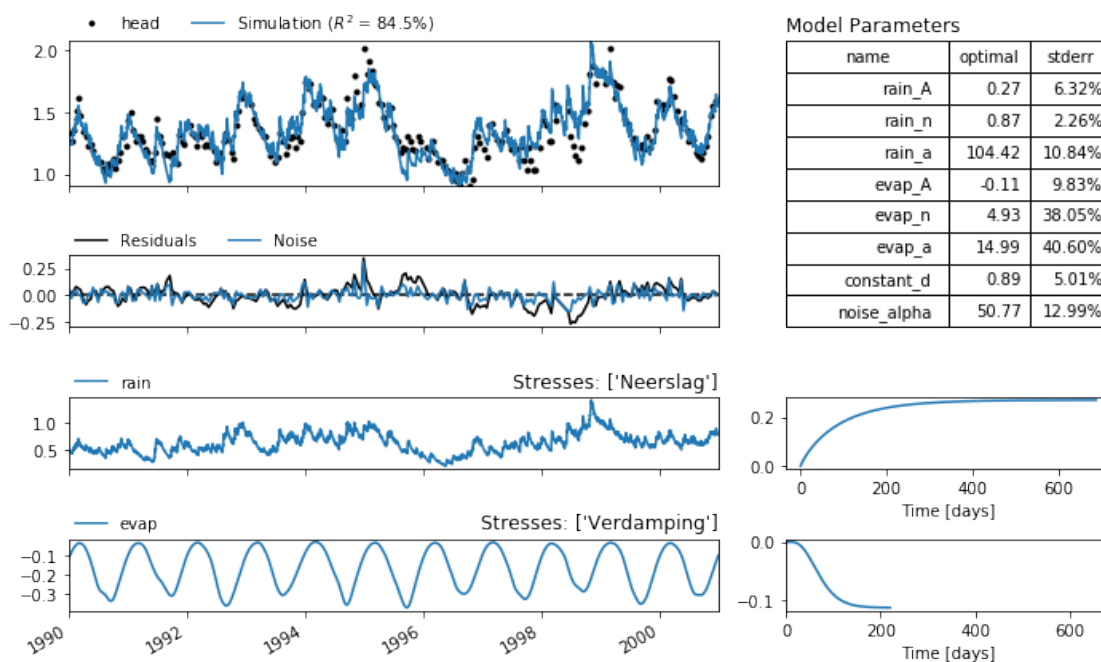 head Simulation (R² = 84.5%)
2.0
1.5
1.0
Residuals Noise
0.25
0.00
−0.25
rain Stresses: ['Neerslag']
1.0
0.5
evap Stresses: ['Verdamping']
−0.1
−0.2
−0.3
1990 1992 1994 1996 1998 2000
Model Parameters
name optimal stderr
rain_A 0.27 6.32%
rain_n 0.87 2.26%
rain_a 104.42 10.84%
evap_A -0.11 9.83%
evap_n 4.93 38.05%
evap_a 14.99 40.60%
constant_d 0.89 5.01%
noise_alpha 50.77 12.99%
0.2
0.0
0 200 400 600
Time [days]
0.0
−0.1
0 200 400 600
Time [days]